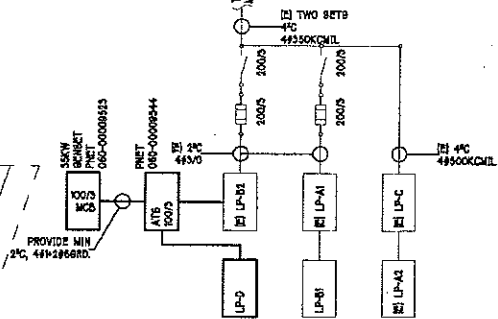 [E] TWO SETS
4"C
4#350KCMIL
200/3
200/3
200/3
200/3
35KW
GENSET
PNET
060-00009523
PNET
060-00009544
[E] 2"C
4#3/0
[E] 4"C
4#500KCMIL
100/3
MCB
ATS
100/3
[E] LP-B2
[E] LP-A1
[E] LP-C
PROVIDE MIN
2"C, 4#1+2#6GRD.
LP-D
LP-B1
[E] LP-A2